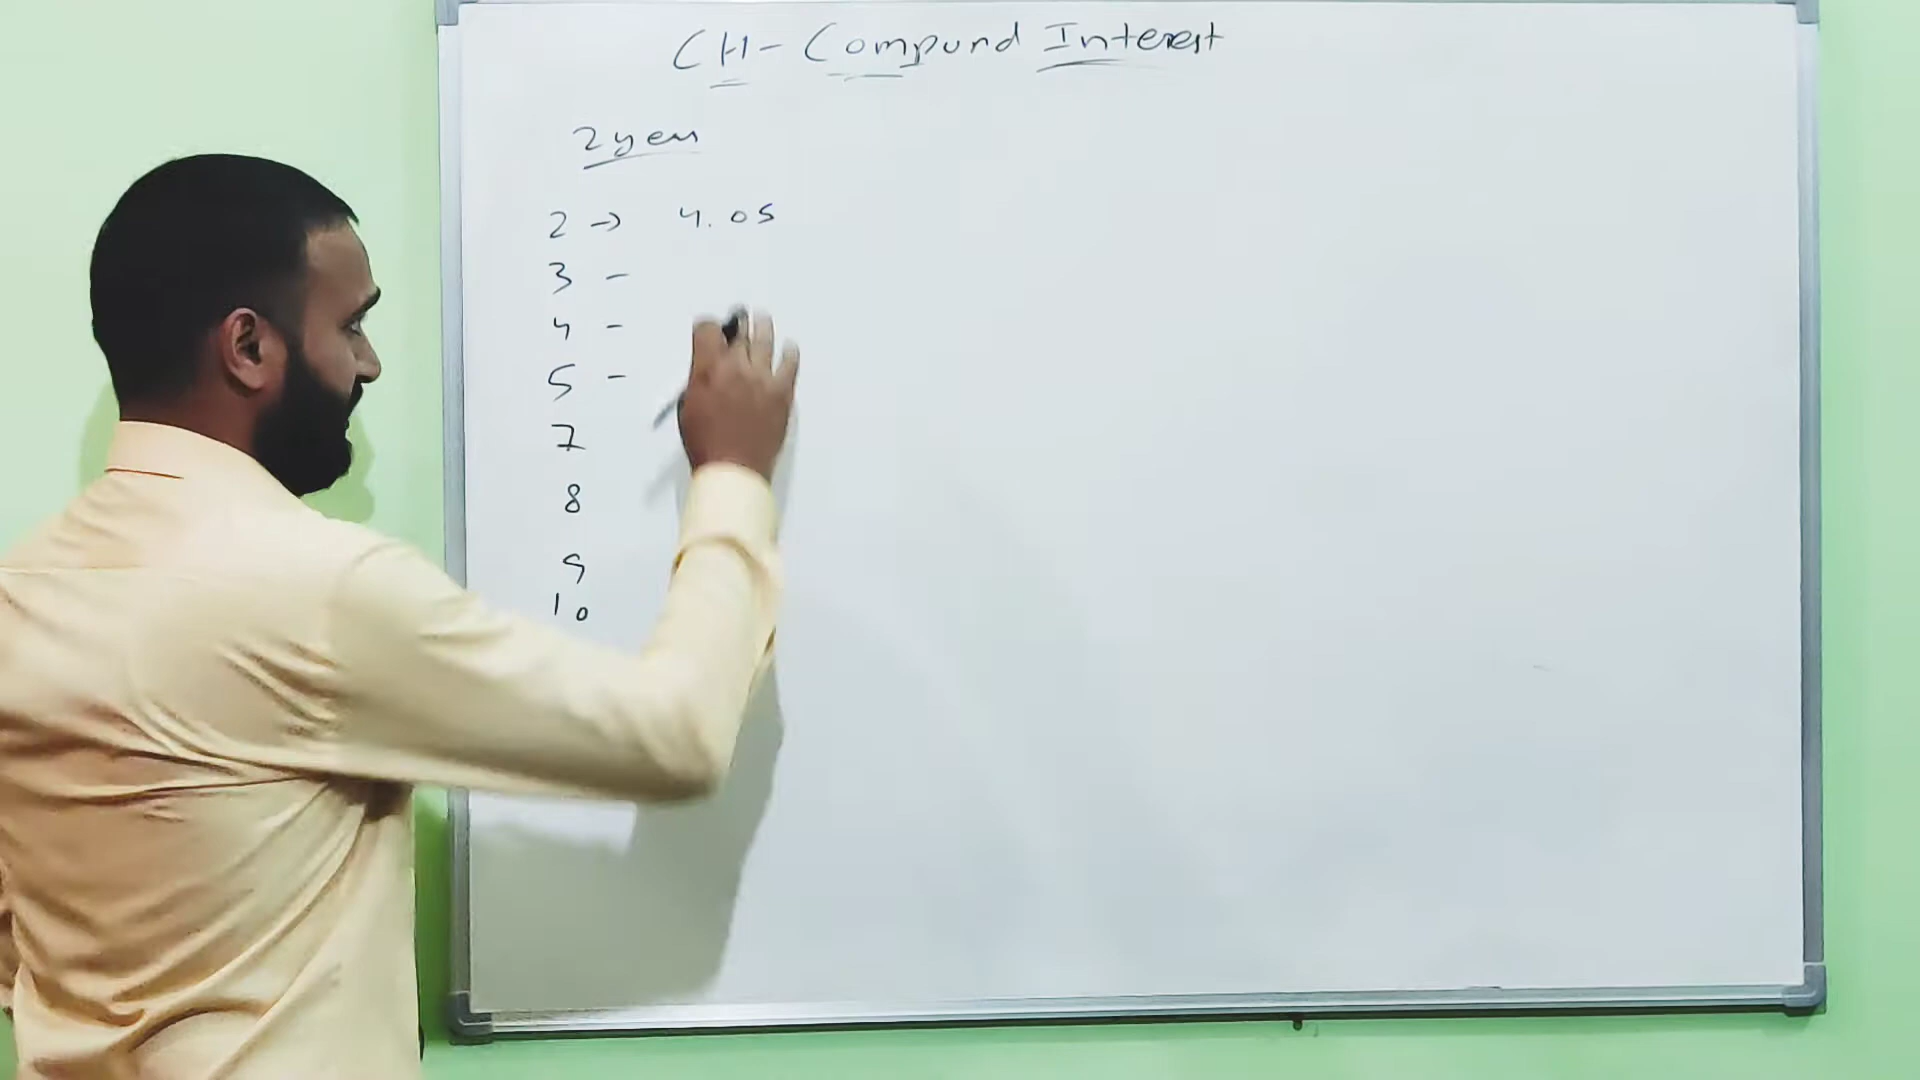 CH- Compund Interest
2 year
2 → 4.05
3 -
4 -
5 -
7
8
9
10